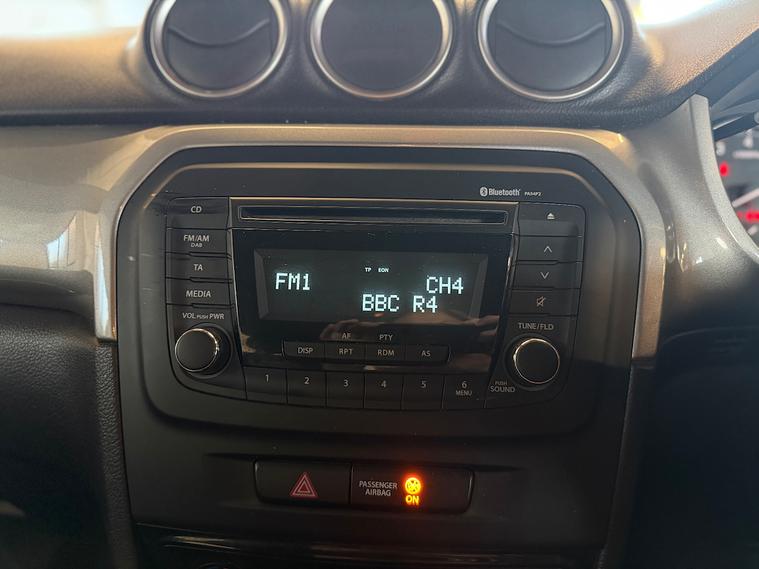 Bluetooth PA04P2
CD
FM/AM
DAB
TA
MEDIA
VOL PUSH PWR
FM1 TP EON CH4
BBC R4
AF PTY
DISP RPT RDM AS
1 2 3 4 5 6
MENU
TUNE/FLD
PUSH
SOUND
PASSENGER
AIRBAG
ON